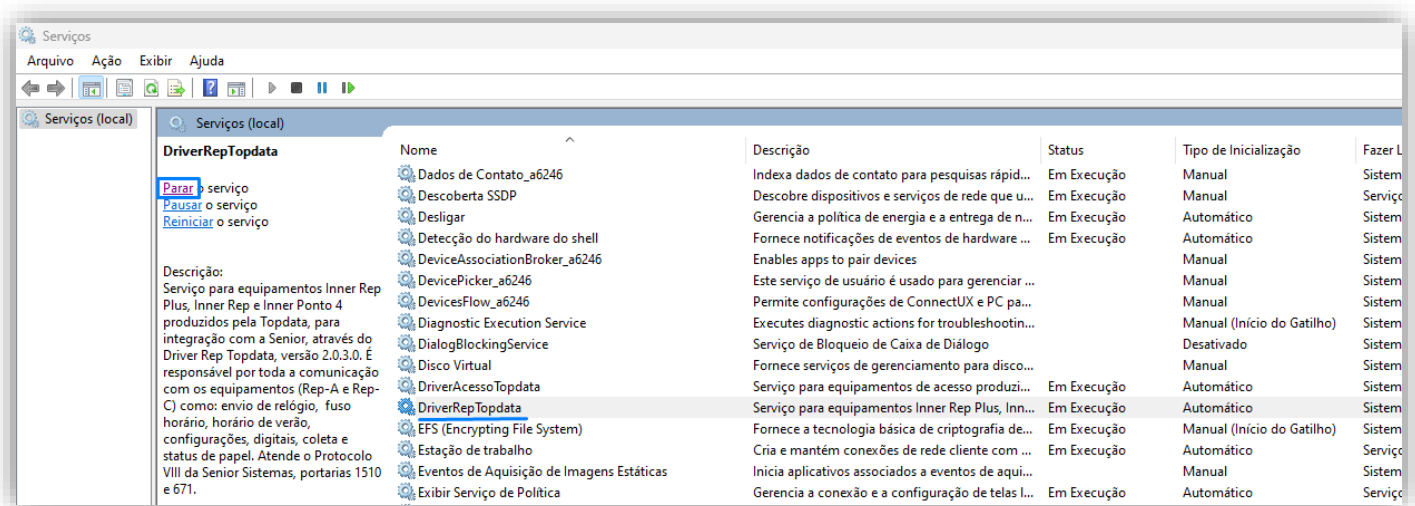 Serviços
Arquivo Ação Exibir Ajuda
Serviços (local)
Serviços (local)
DriverRepTopdata
Parar o serviço
Pausar o serviço
Reiniciar o serviço
Descrição:
Serviço para equipamentos Inner Rep
Plus, Inner Rep e Inner Ponto 4
produzidos pela Topdata, para
integração com a Senior, através do
Driver Rep Topdata, versão 2.0.3.0. É
responsável por toda a comunicação
com os equipamentos (Rep-A e Rep-
C) como: envio de relógio, fuso
horário, horário de verão,
configurações, digitais, coleta e
status de papel. Atende o Protocolo
VIII da Senior Sistemas, portarias 1510
e 671.
Nome Descrição Status Tipo de Inicialização Fazer L
Dados de Contato_a6246 Indexa dados de contato para pesquisas rápid... Em Execução Manual Sistem
Descoberta SSDP Descobre dispositivos e serviços de rede que u... Em Execução Manual Serviç
Desligar Gerencia a política de energia e a entrega de n... Em Execução Automático Sistem
Detecção do hardware do shell Fornece notificações de eventos de hardware ... Em Execução Automático Sistem
DeviceAssociationBroker_a6246 Enables apps to pair devices Manual Sistem
DevicePicker_a6246 Este serviço de usuário é usado para gerenciar ... Manual Sistem
DevicesFlow_a6246 Permite configurações de ConnectUX e PC pa... Manual Sistem
Diagnostic Execution Service Executes diagnostic actions for troubleshootin... Manual (Início do Gatilho) Sistem
DialogBlockingService Serviço de Bloqueio de Caixa de Diálogo Desativado Sistem
Disco Virtual Fornece serviços de gerenciamento para disco... Manual Sistem
DriverAcessoTopdata Serviço para equipamentos de acesso produzi... Em Execução Automático Sistem
DriverRepTopdata Serviço para equipamentos Inner Rep Plus, Inn... Em Execução Automático Sistem
EFS (Encrypting File System) Fornece a tecnologia básica de criptografia de... Em Execução Manual (Início do Gatilho) Sistem
Estação de trabalho Cria e mantém conexões de rede cliente com ... Em Execução Automático Serviç
Eventos de Aquisição de Imagens Estáticas Inicia aplicativos associados a eventos de aqui... Manual Sistem
Exibir Serviço de Política Gerencia a conexão e a configuração de telas l... Em Execução Automático Serviç